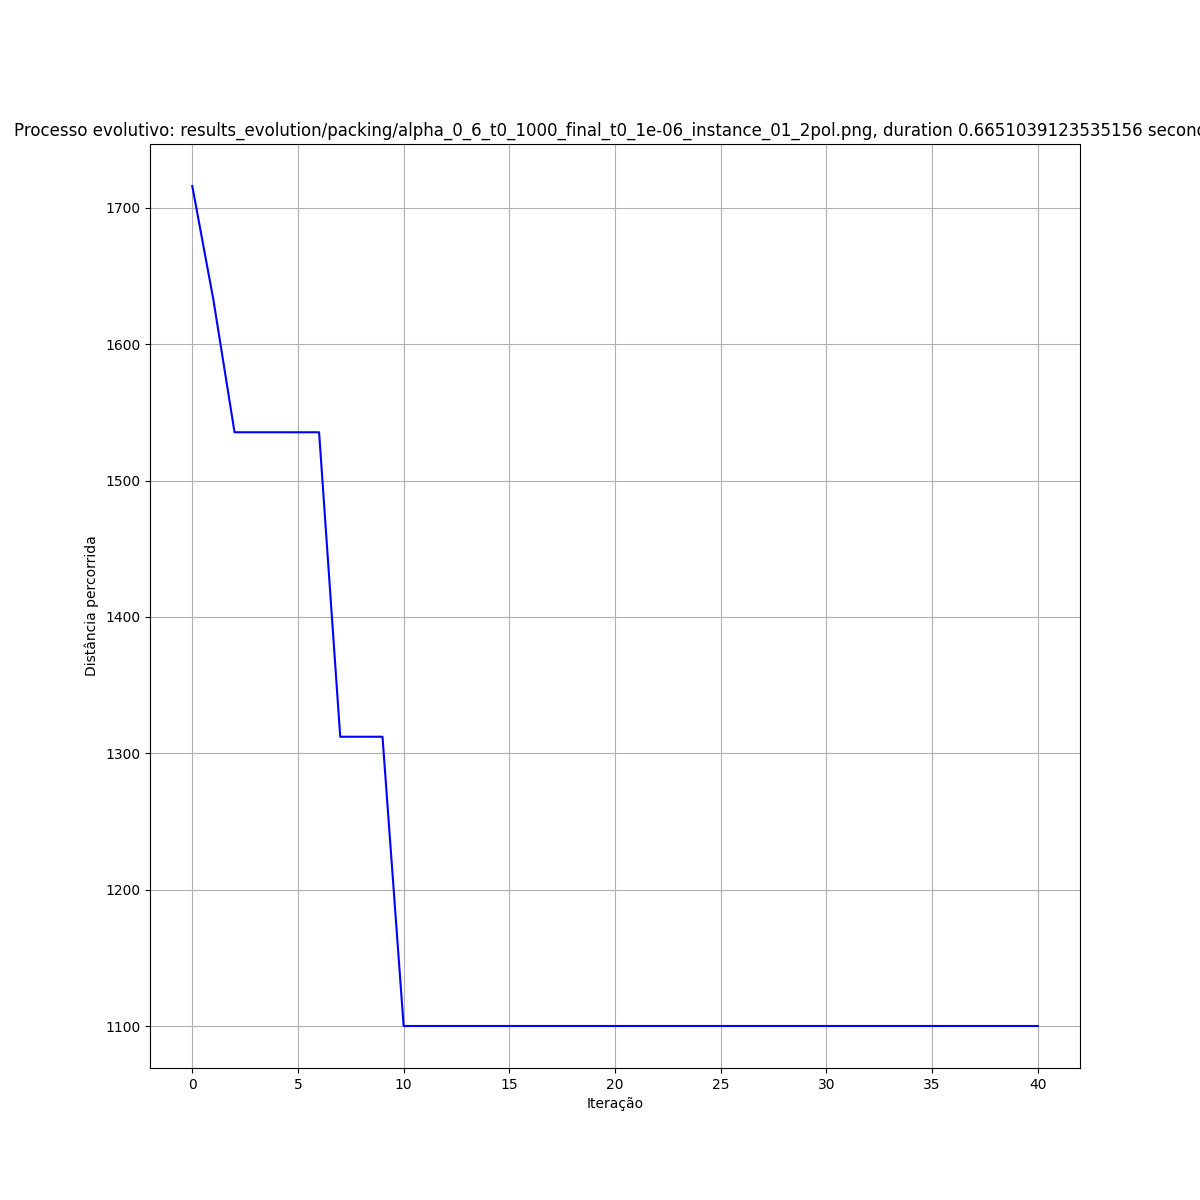 Processo evolutivo: results_evolution/packing/alpha_0_6_t0_1000_final_t0_1e-06_instance_01_2pol.png, duration 0.6651039123535156
1700
1600
1500
1400
1300
1200
1100
Distância percorrida
0 5 10 15 20 25 30 35 40
Iteração